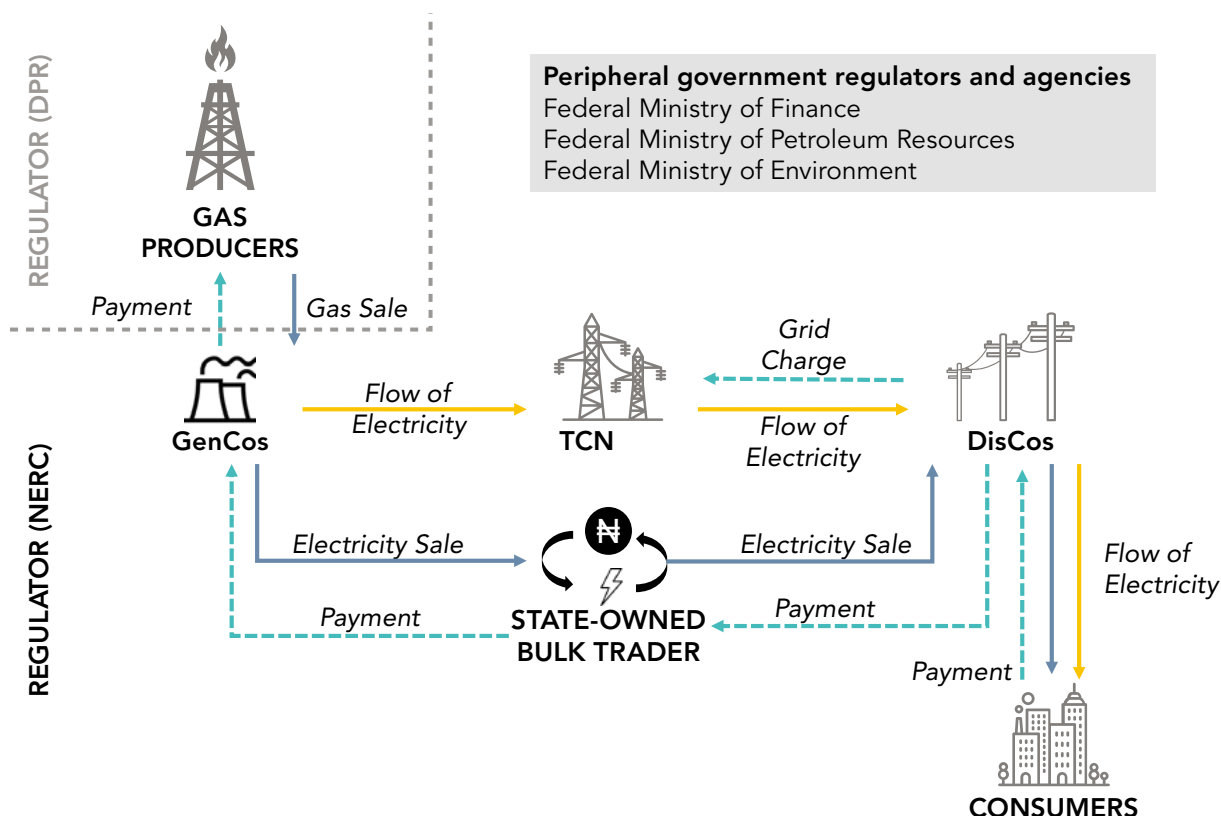 REGULATOR (DPR)
GAS
PRODUCERS
Peripheral government regulators and agencies
Federal Ministry of Finance
Federal Ministry of Petroleum Resources
Federal Ministry of Environment
Payment
Gas Sale
Grid
Charge
Flow of
Electricity
GenCos
TCN
Flow of
Electricity
DisCos
REGULATOR (NERC)
Electricity Sale
₦
Electricity Sale
Flow of
Electricity
Payment
STATE-OWNED
BULK TRADER
Payment
Payment
CONSUMERS